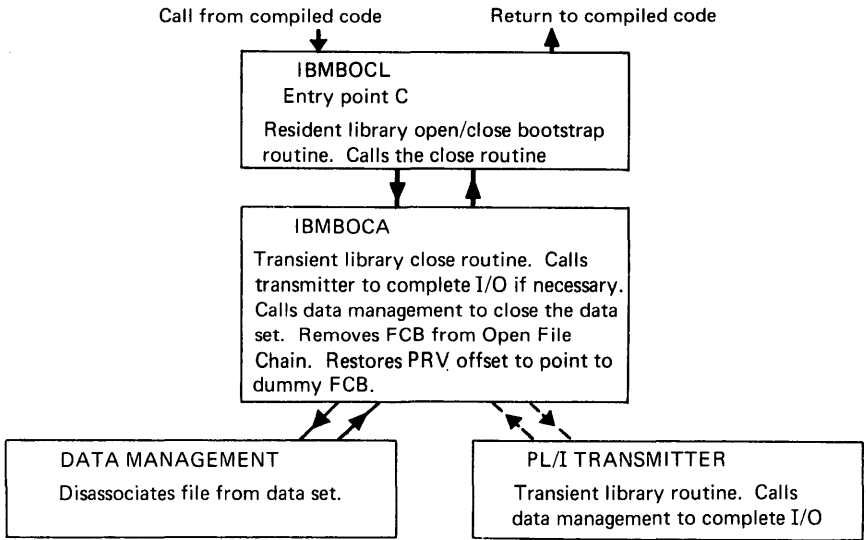 Call from compiled code
Return to compiled code
IBMBOCL
Entry point C
Resident library open/close bootstrap
routine. Calls the close routine
IBMBOCA
Transient library close routine. Calls
transmitter to complete I/O if necessary.
Calls data management to close the data
set. Removes FCB from Open File
Chain. Restores PRV offset to point to
dummy FCB.
DATA MANAGEMENT
Disassociates file from data set.
PL/I TRANSMITTER
Transient library routine. Calls
data management to complete I/O